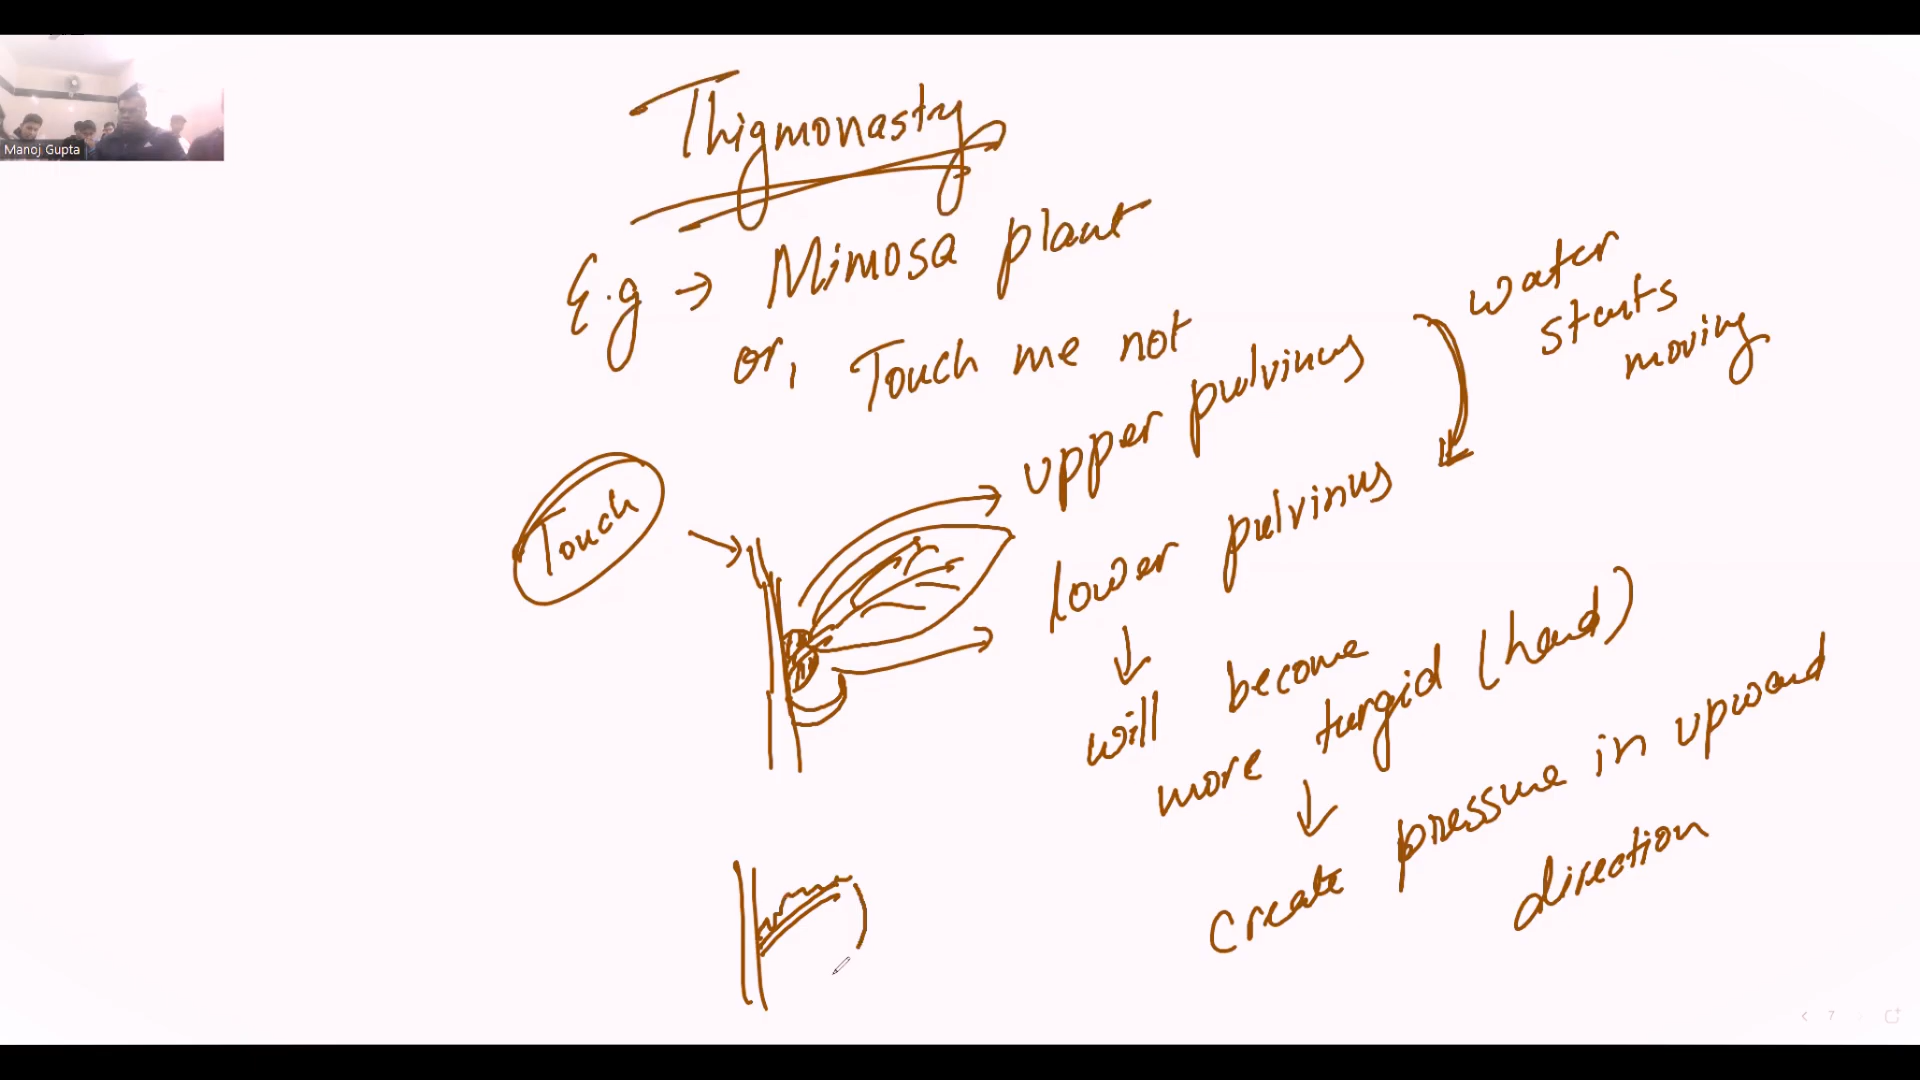 Manoj Gupta
Thigmonasty
E.g → Mimosa plant
or, Touch me not
water
starts
moving
upper pulvinus
Touch
lower pulvinus
↓
will become
more turgid (hard)
↓
create pressure in upward
direction
7